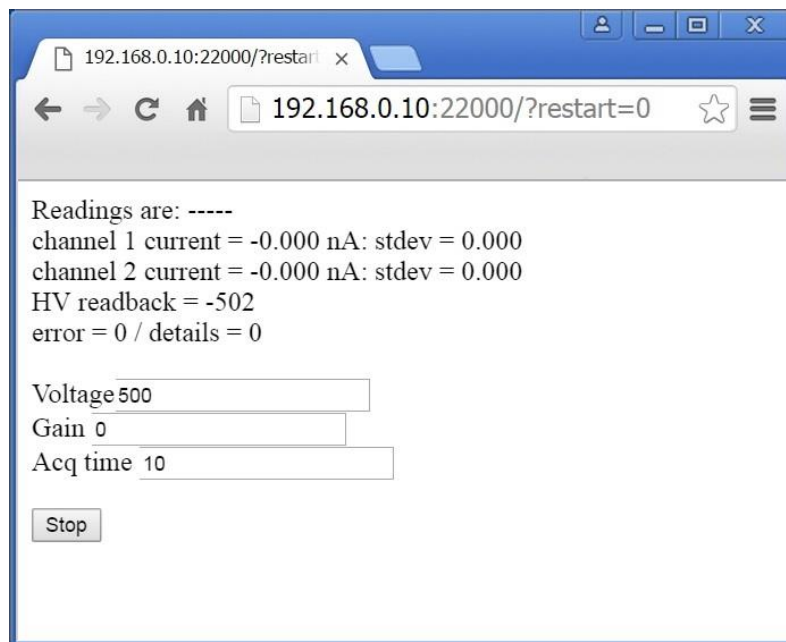 192.168.0.10:22000/?restar
192.168.0.10:22000/?restart=0
Readings are: -----
channel 1 current = -0.000 nA: stdev = 0.000
channel 2 current = -0.000 nA: stdev = 0.000
HV readback = -502
error = 0 / details = 0
Voltage 500
Gain 0
Acq time 10
Stop